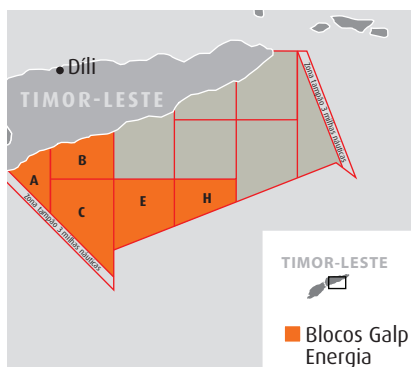 Díli
TIMOR-LESTE
Zona tampão 3 milhas náuticas
B
A
C
E
H
Zona tampão 3 milhas náuticas
TIMOR-LESTE
Blocos Galp
Energia